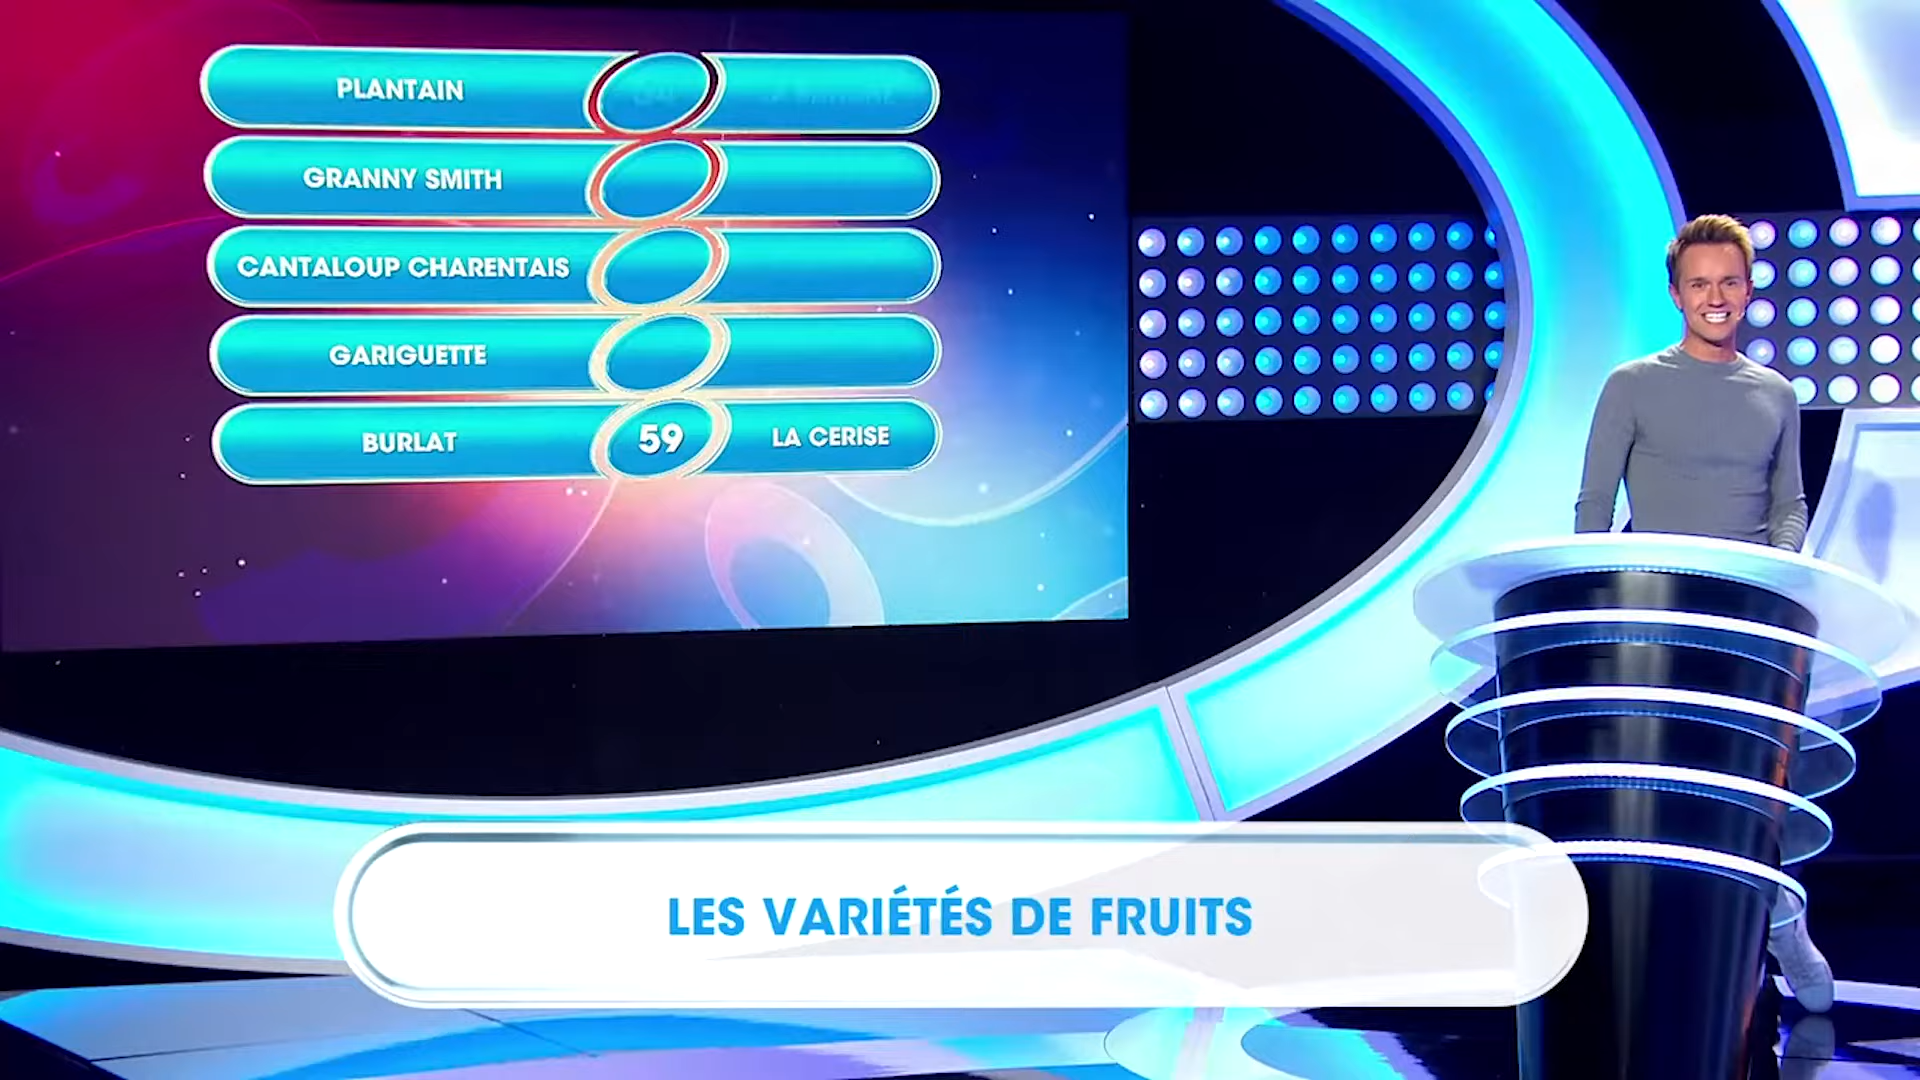 PLANTAIN
GRANNY SMITH
CANTALOUP CHARENTAIS
GARIGUETTE
BURLAT 59 LA CERISE
LES VARIÉTÉS DE FRUITS